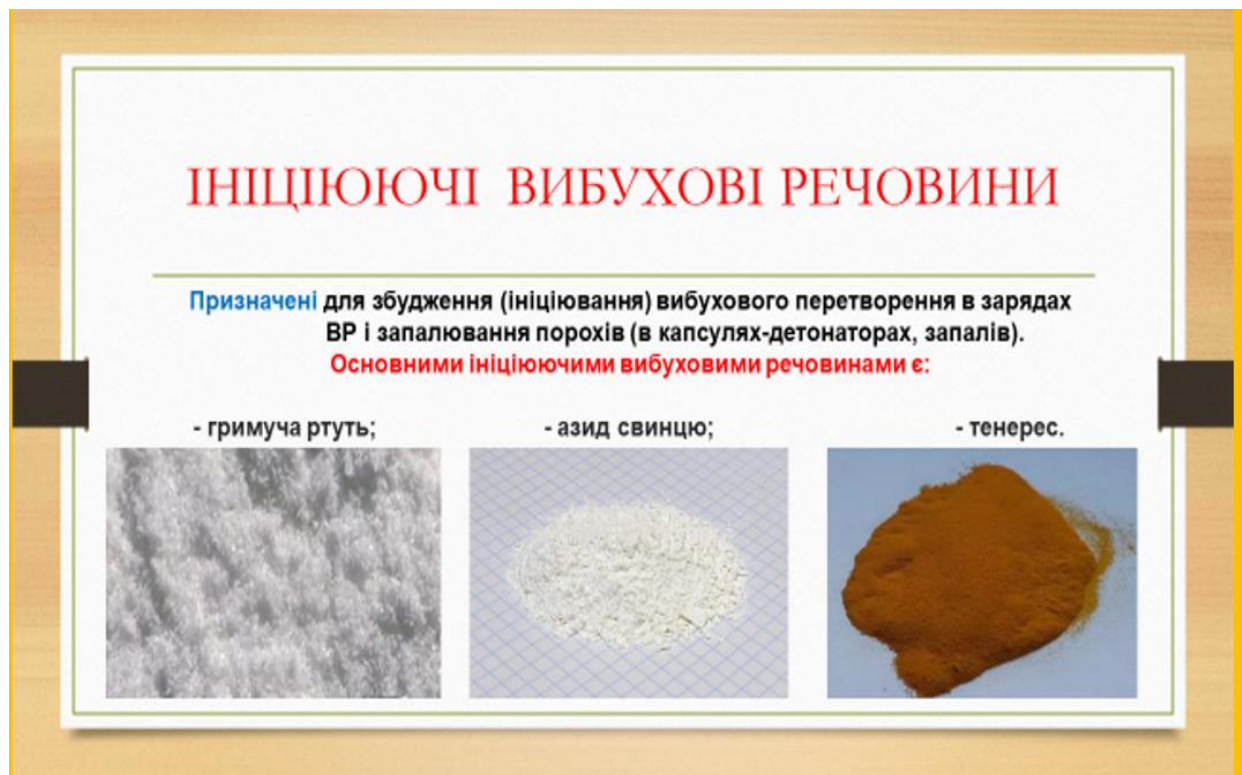 ІНІЦІЮЮЧІ ВИБУХОВІ РЕЧОВИНИ
Призначені для збудження (ініціювання) вибухового перетворення в зарядах
ВР і запалювання порохів (в капсулях-детонаторах, запалів).
Основними ініціюючими вибуховими речовинами є:
- гримуча ртуть; - азид свинцю; - тенерес.